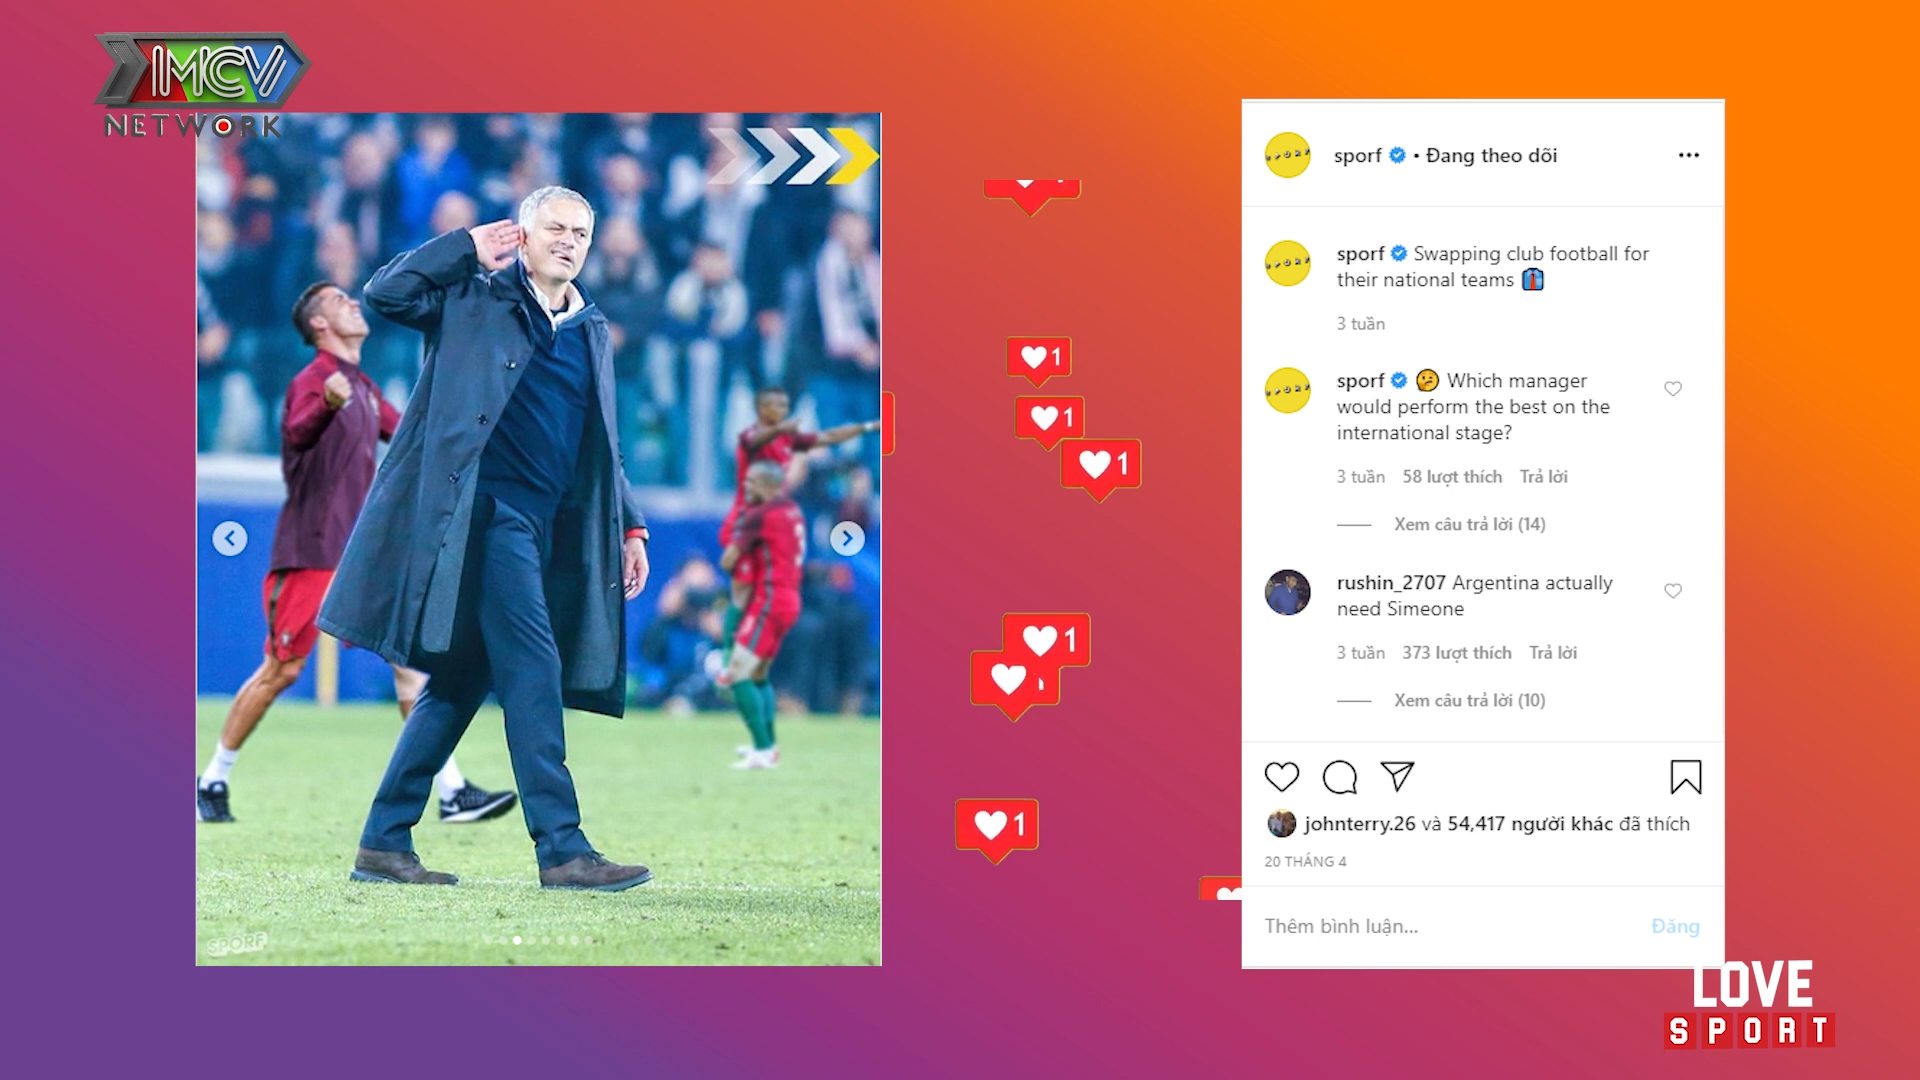 MCV
NETWORK
sporf • Đang theo dõi
sporf Swapping club football for
their national teams 👔
3 tuần
sporf 🤔 Which manager
would perform the best on the
international stage?
3 tuần 58 lượt thích Trả lời
Xem câu trả lời (14)
rushin_2707 Argentina actually
need Simeone
3 tuần 373 lượt thích Trả lời
Xem câu trả lời (10)
johnterry.26 và 54,417 người khác đã thích
20 THÁNG 4
Thêm bình luận... Đăng
1
1
1
1
1
SPORF
LOVE
SPORT